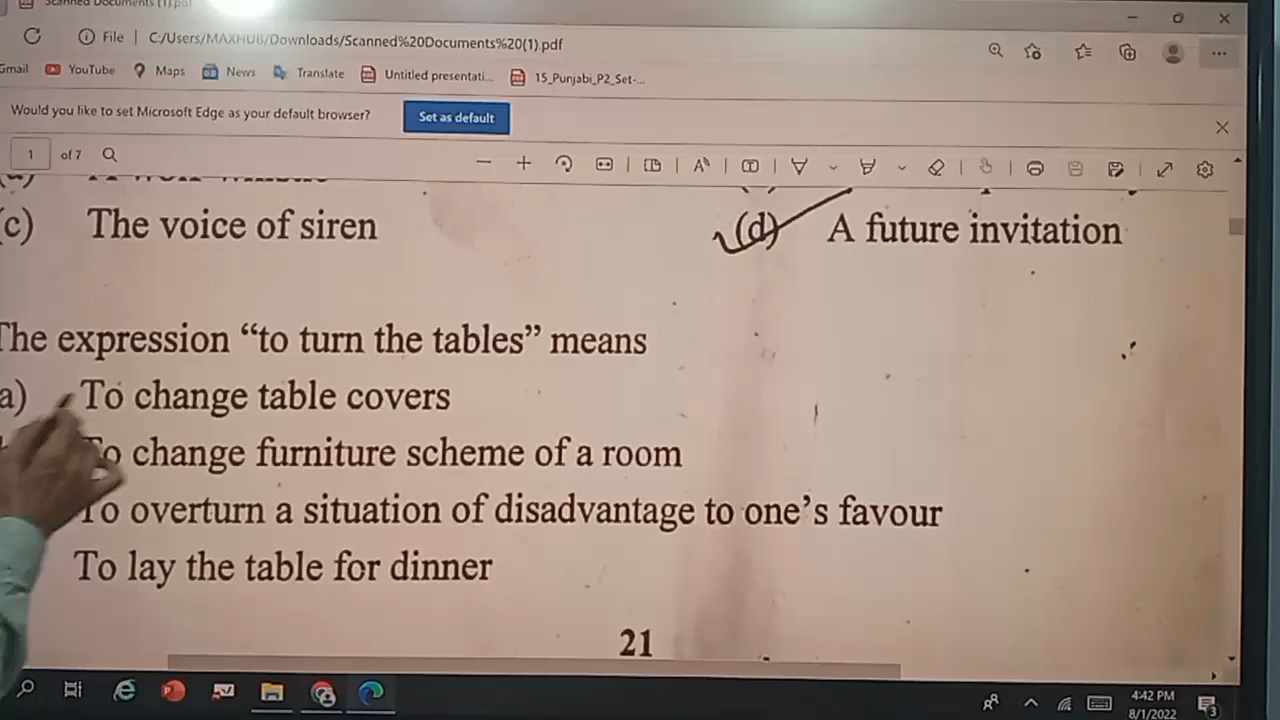 Scanned Documents (1).pdf
File | C:/Users/MAXHUB/Downloads/Scanned%20Documents%20(1).pdf
Gmail YouTube Maps News Translate Untitled presentati... 15_Punjabi_P2_Set-...
Would you like to set Microsoft Edge as your default browser? Set as default
1 of 7
(c) The voice of siren (d) A future invitation
The expression “to turn the tables” means
a) To change table covers
To change furniture scheme of a room
To overturn a situation of disadvantage to one’s favour
To lay the table for dinner
21
4:42 PM
8/1/2022
3